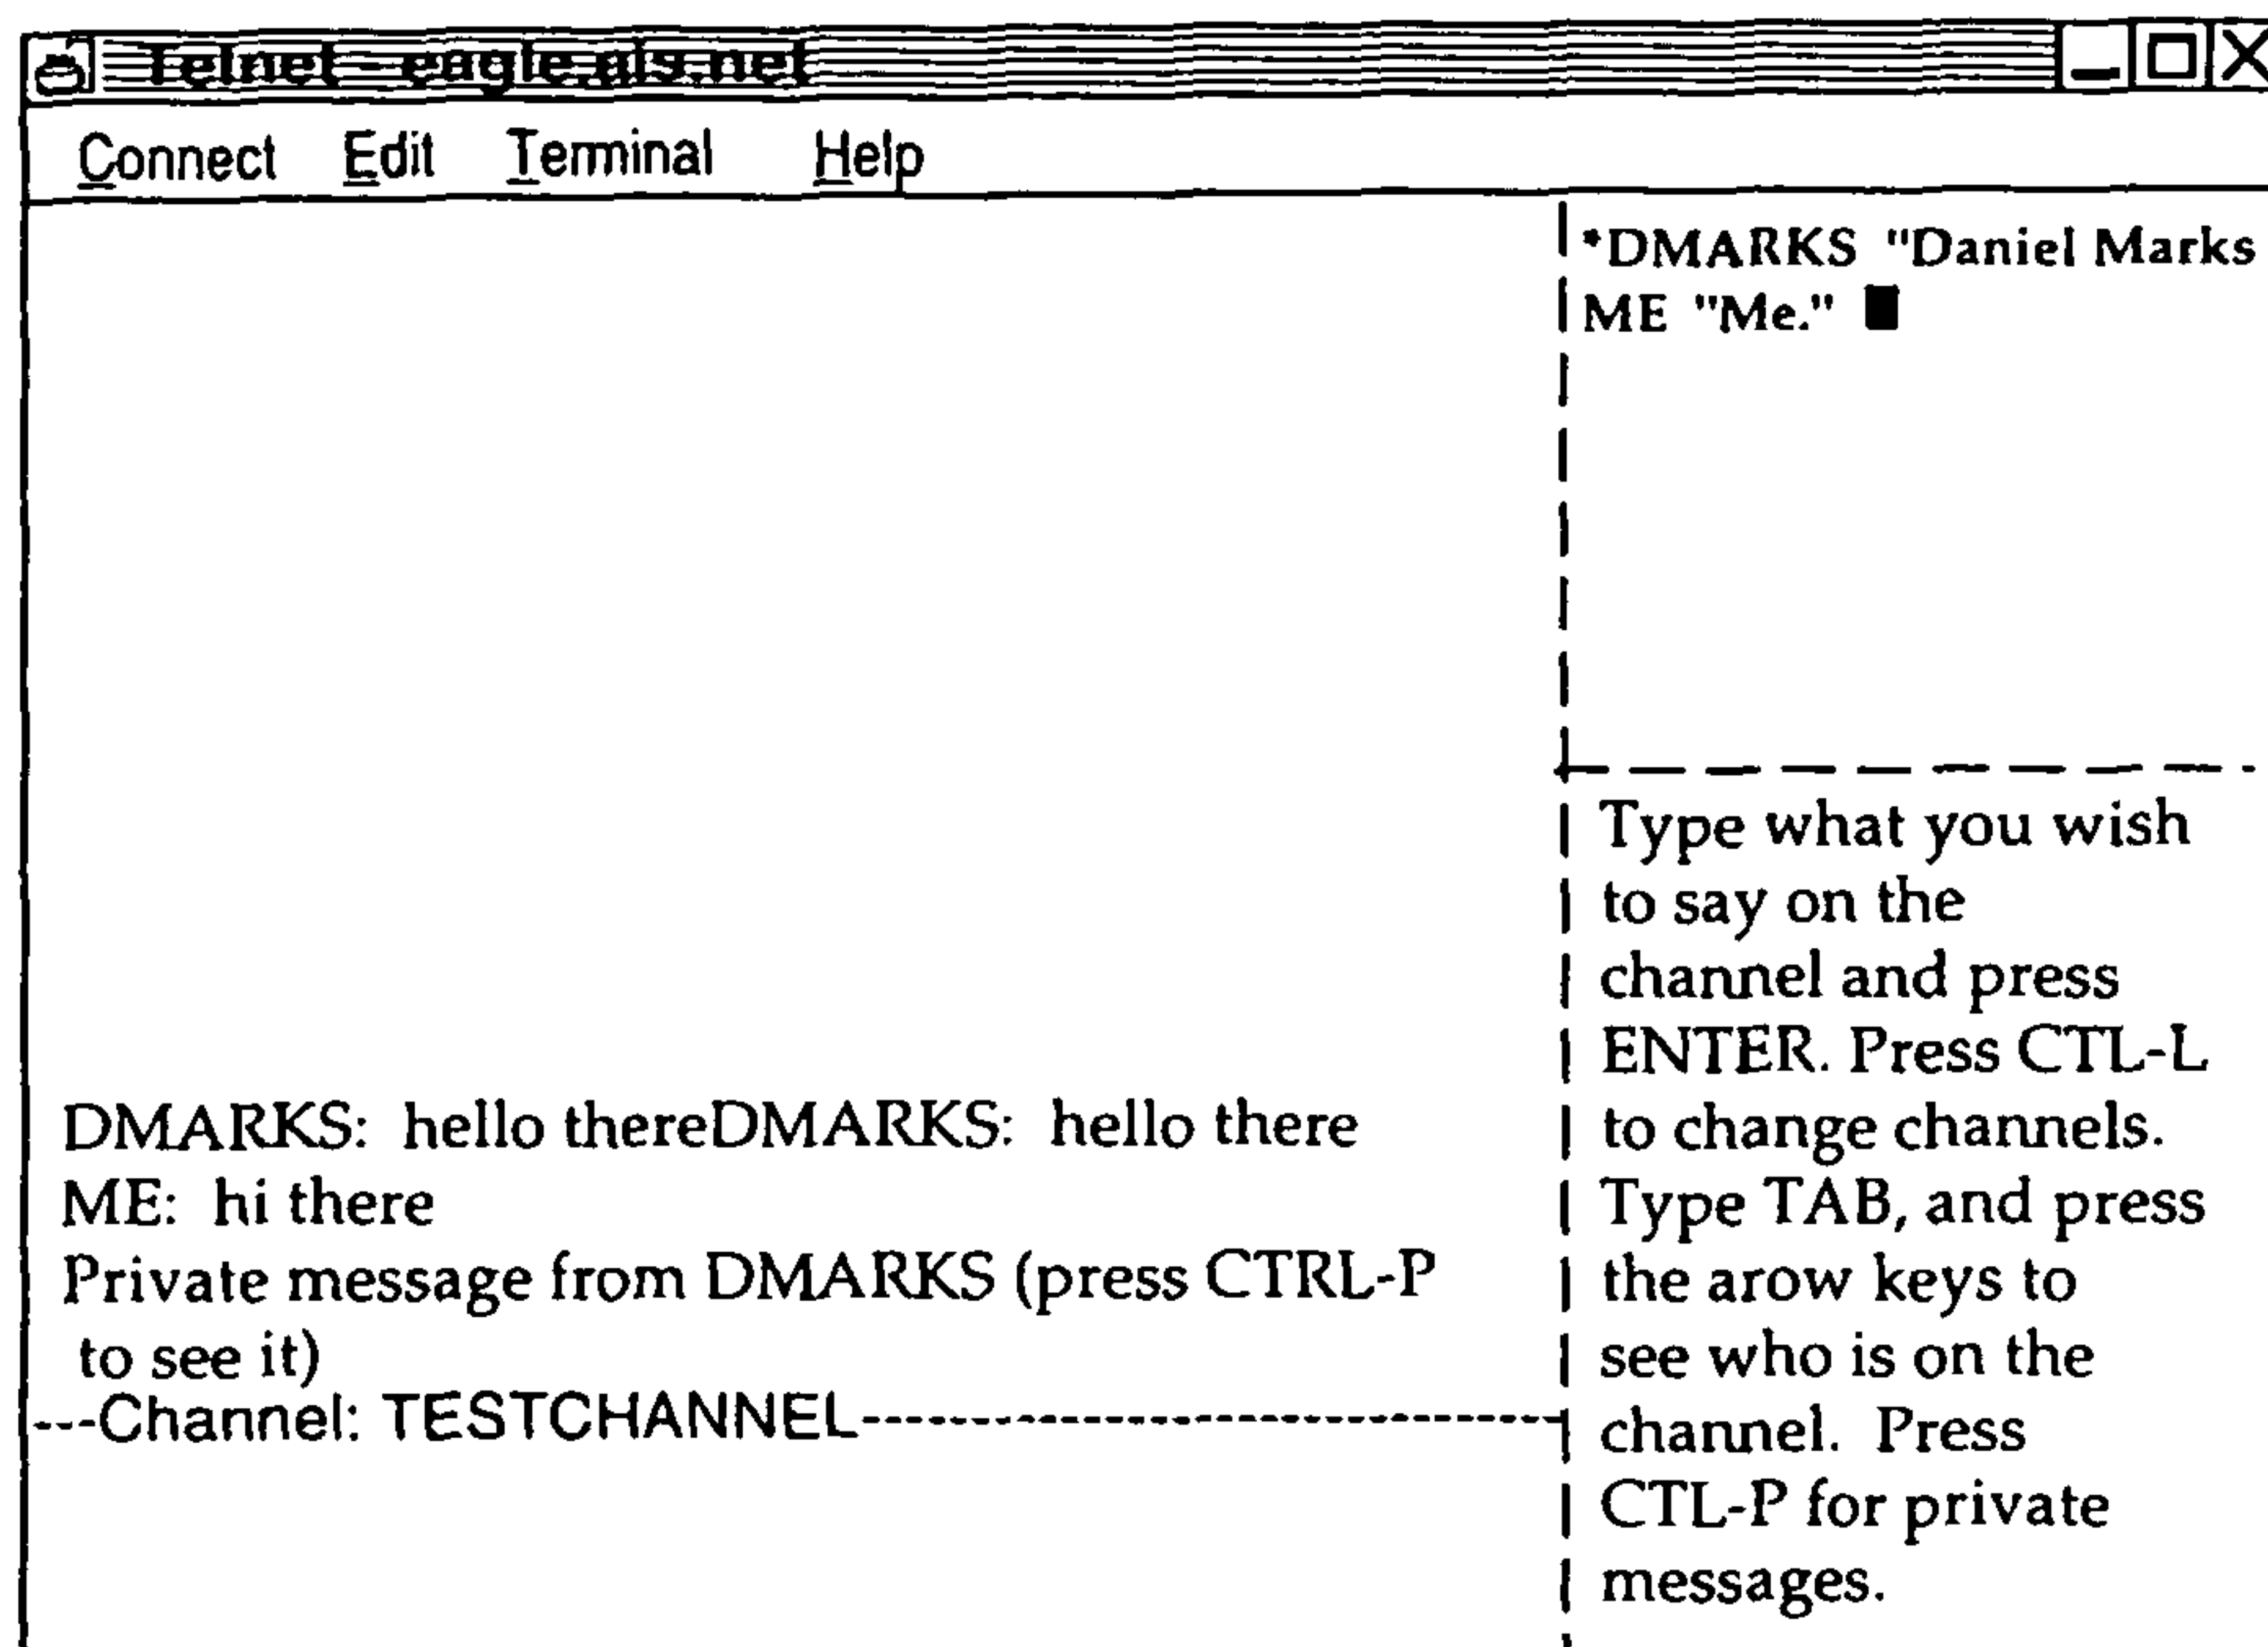 Telnet - eagle.ais.net
Connect Edit Terminal Help
*DMARKS "Daniel Marks
ME "Me."
DMARKS: hello thereDMARKS: hello there
ME: hi there
Private message from DMARKS (press CTRL-P
to see it)
---Channel: TESTCHANNEL---
Type what you wish
to say on the
channel and press
ENTER. Press CTL-L
to change channels.
Type TAB, and press
the arow keys to
see who is on the
channel. Press
CTL-P for private
messages.